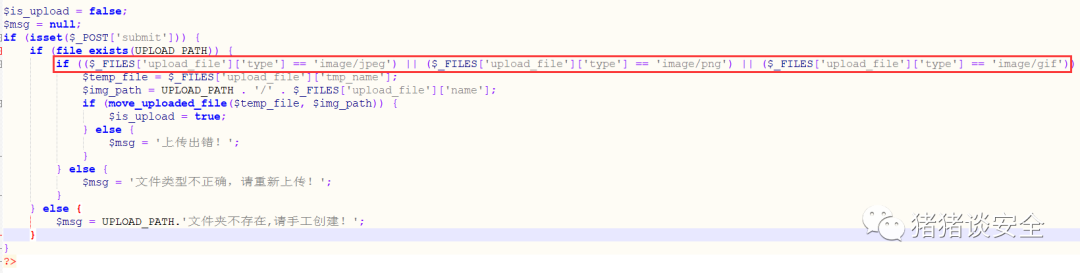 $is_upload = false;
$msg = null;
if (isset($_POST['submit'])) {
if (file_exists(UPLOAD_PATH)) {
if (($_FILES['upload_file']['type'] == 'image/jpeg') || ($_FILES['upload_file']['type'] == 'image/png') || ($_FILES['upload_file']['type'] == 'image/gif'))
$temp_file = $_FILES['upload_file']['tmp_name'];
$img_path = UPLOAD_PATH . '/' . $_FILES['upload_file']['name'];
if (move_uploaded_file($temp_file, $img_path)) {
$is_upload = true;
} else {
$msg = '上传出错！';
}
} else {
$msg = '文件类型不正确，请重新上传！';
}
} else {
$msg = UPLOAD_PATH.'文件夹不存在,请手工创建！';
}
}
?>
猪猪谈安全